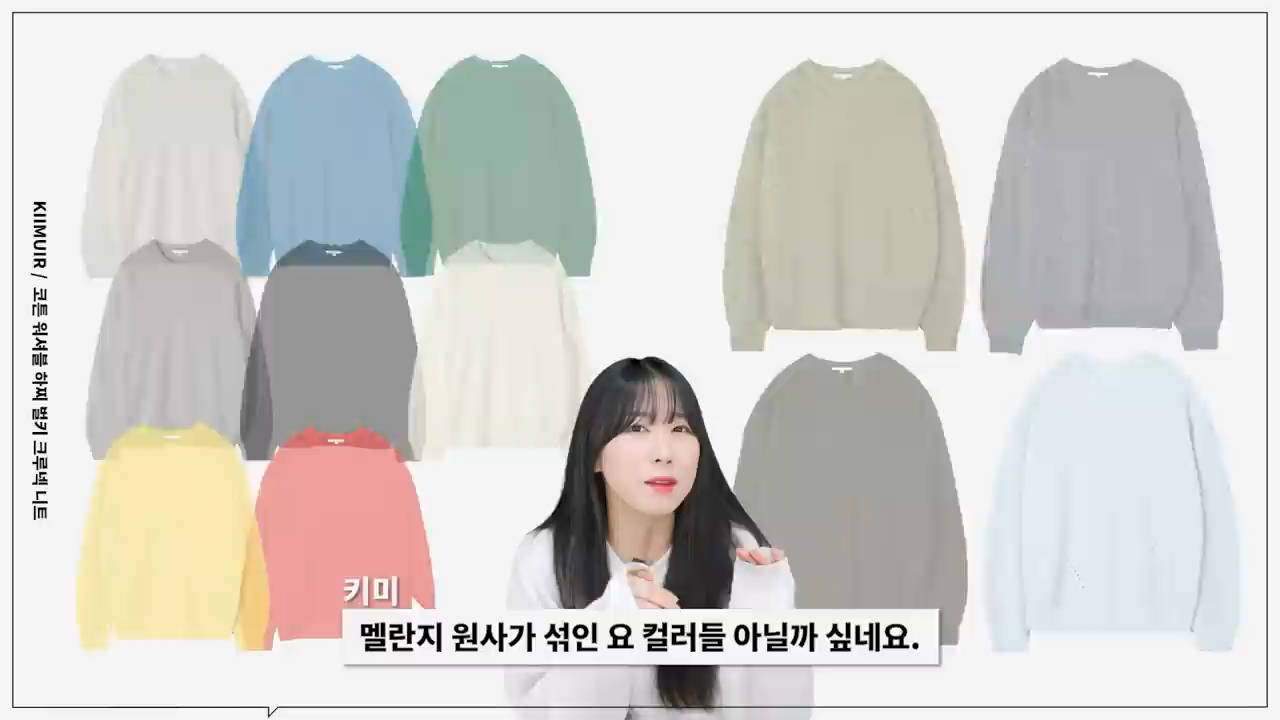 KIIMUIR / 코튼 워셔블 하찌 벌키 크루넥 니트
키미
멜란지 원사가 섞인 요 컬러들 아닐까 싶네요.